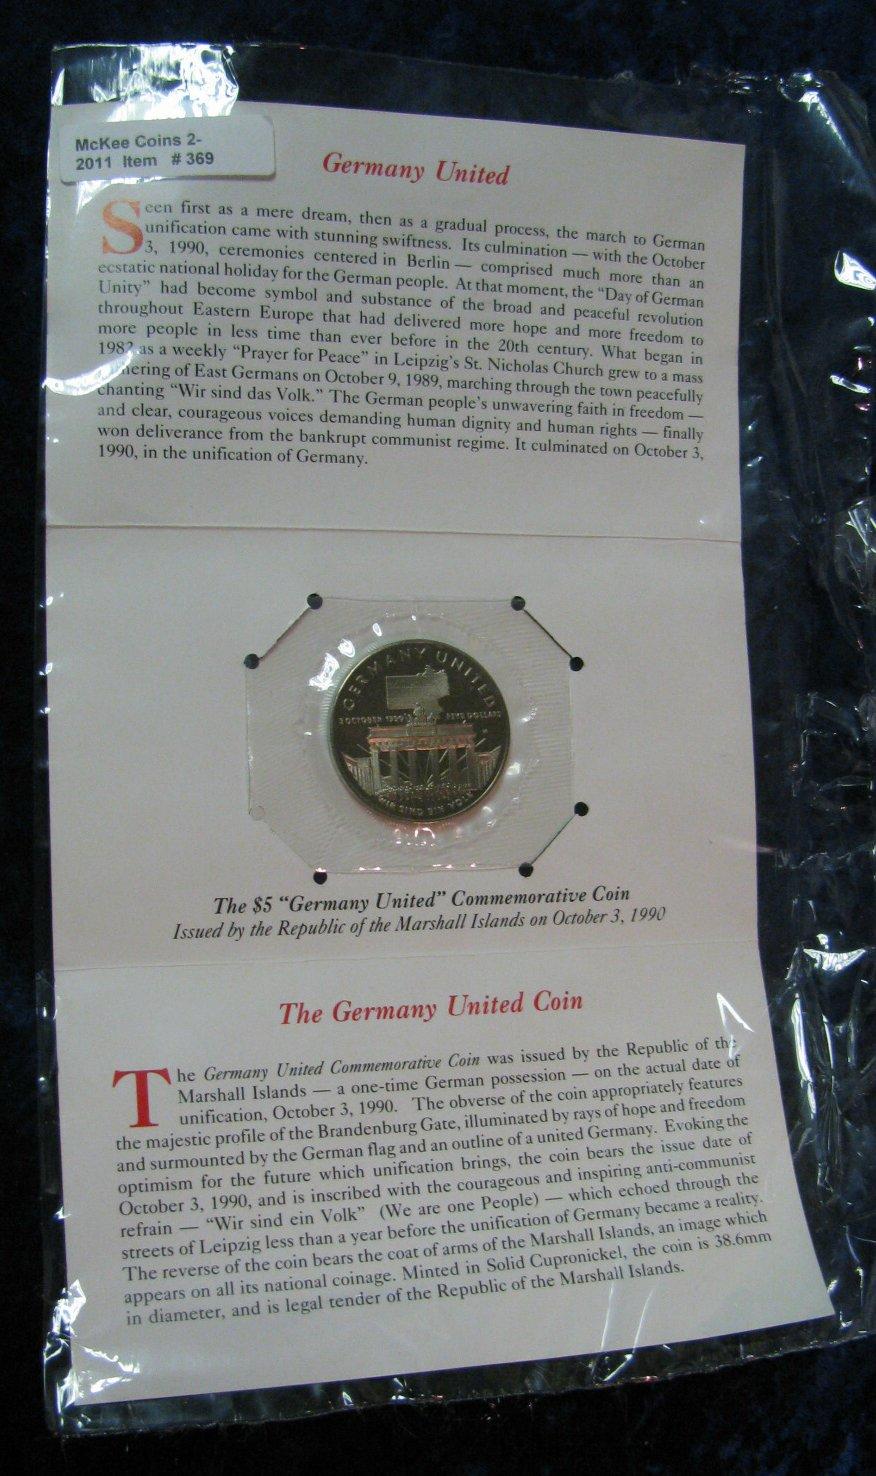 McKee Coins 2-
2011 Item # 369
Germany United
Seen first as a mere dream, then as a gradual process, the march to German
unification came with stunning swiftness. Its culmination — with the October
3, 1990, ceremonies centered in Berlin — comprised much more than an
ecstatic national holiday for the German people. At that moment, the “Day of German
Unity” had become symbol and substance of the broad and peaceful revolution
throughout Eastern Europe that had delivered more hope and more freedom to
more people in less time than ever before in the 20th century. What began in
1982 as a weekly “Prayer for Peace” in Leipzig’s St. Nicholas Church grew to a mass
gathering of East Germans on October 9, 1989, marching through the town peacefully
chanting “Wir sind das Volk.” The German people’s unwavering faith in freedom —
and clear, courageous voices demanding human dignity and human rights — finally
won deliverance from the bankrupt communist regime. It culminated on October 3,
1990, in the unification of Germany.
GERMANY UNITED
3 OCTOBER 1990 FIVE DOLLARS
WIR SIND EIN VOLK
The $5 “Germany United” Commemorative Coin
Issued by the Republic of the Marshall Islands on October 3, 1990
The Germany United Coin
The Germany United Commemorative Coin was issued by the Republic of the
Marshall Islands — a one-time German possession — on the actual date of
unification, October 3, 1990. The obverse of the coin appropriately features
the majestic profile of the Brandenburg Gate, illuminated by rays of hope and freedom
and surmounted by the German flag and an outline of a united Germany. Evoking the
optimism for the future which unification brings, the coin bears the issue date of
October 3, 1990, and is inscribed with the courageous and inspiring anti-communist
refrain — “Wir sind ein Volk” (We are one People) — which echoed through the
streets of Leipzig less than a year before the unification of Germany became a reality.
The reverse of the coin bears the coat of arms of the Marshall Islands, an image which
appears on all its national coinage. Minted in Solid Cupronickel, the coin is 38.6mm
in diameter, and is legal tender of the Republic of the Marshall Islands.